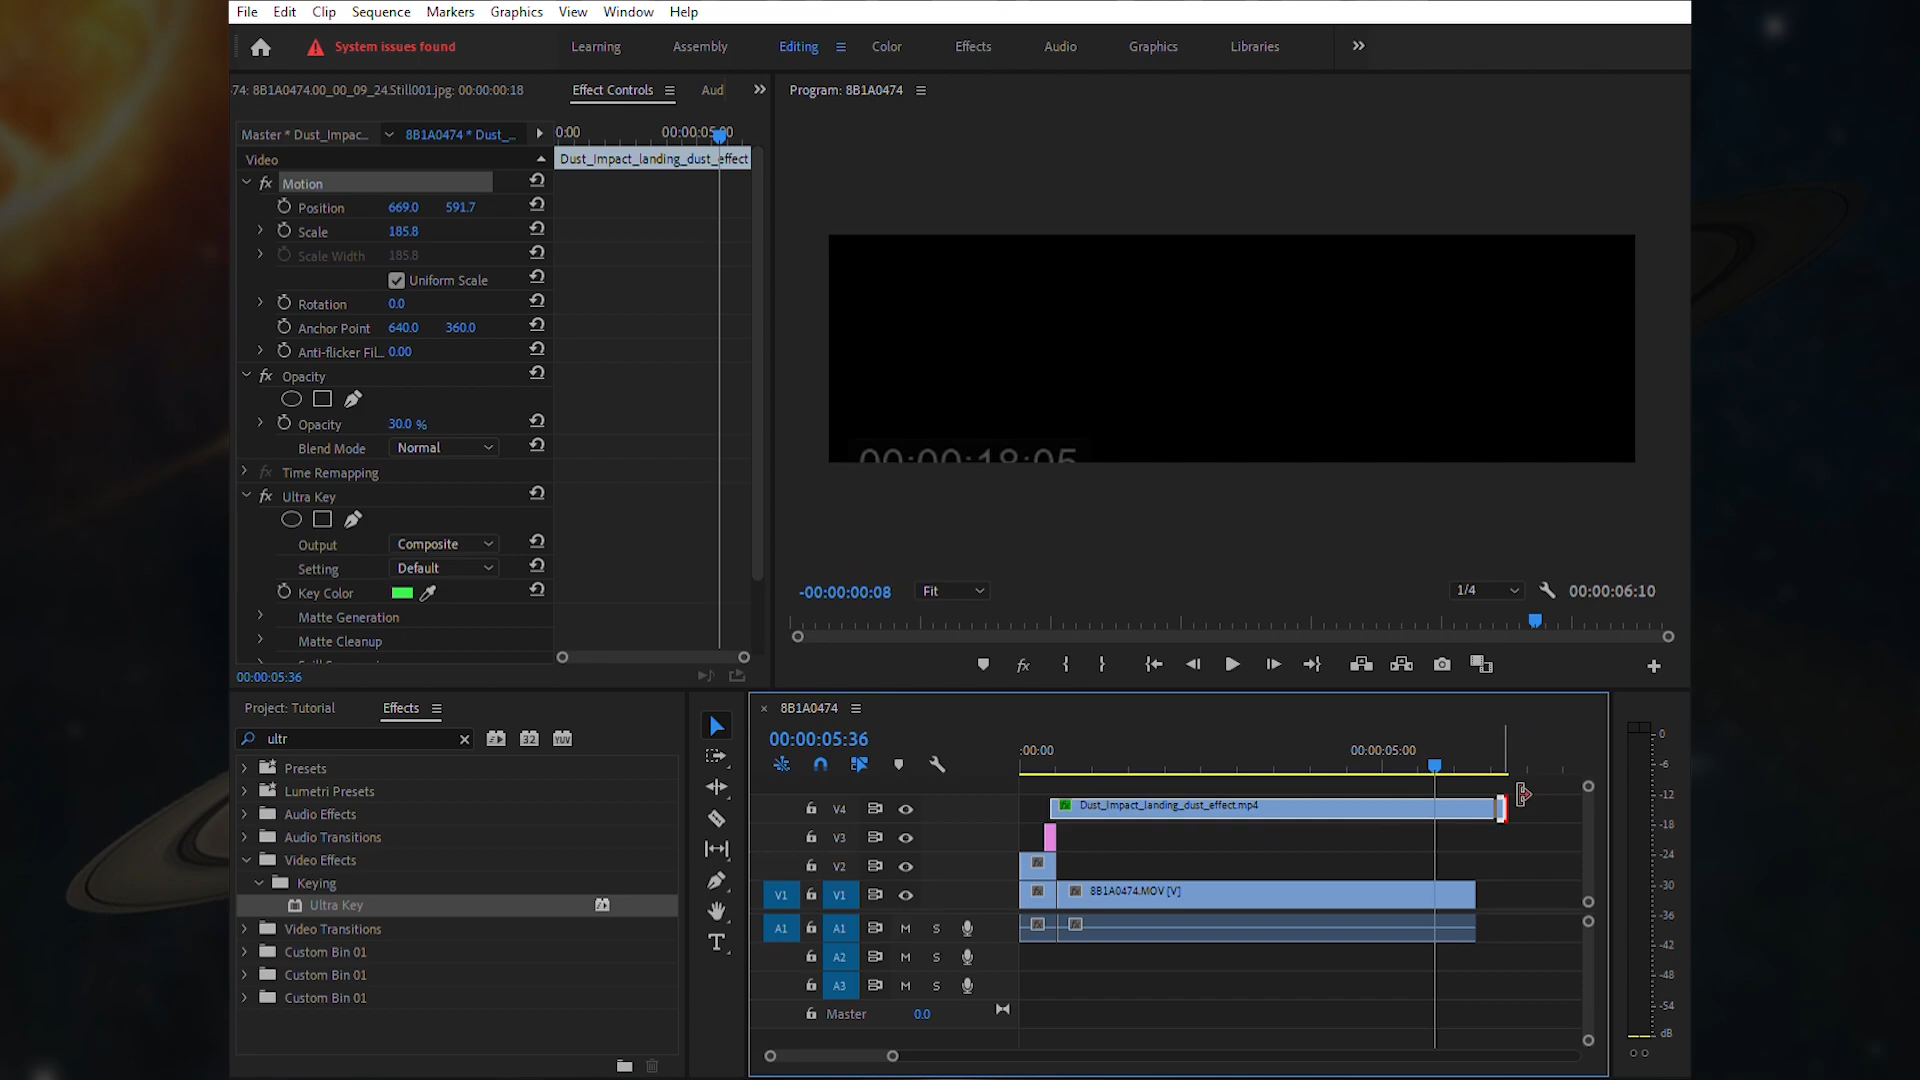 File Edit Clip Sequence Markers Graphics View Window Help
System issues found Learning Assembly Editing Color Effects Audio Graphics Libraries
74: 8B1A0474.00_00_09_24.Still001.jpg: 00:00:00:18 Effect Controls Aud
Program: 8B1A0474
Master * Dust_Impac... 8B1A0474 * Dust_... 0:00 00:00:05:00
Video Dust_Impact_landing_dust_effect
fx Motion
Position 669.0 591.7
Scale 185.8
Scale Width 185.8
Uniform Scale
Rotation 0.0
Anchor Point 640.0 360.0
Anti-flicker Fil... 0.00
fx Opacity
Opacity 30.0 %
Blend Mode Normal
fx Time Remapping
fx Ultra Key
Output Composite
Setting Default
Key Color
Matte Generation
Matte Cleanup
00:00:05:36
00:00:18:05
-00:00:00:08 Fit 1/4 00:00:06:10
fx
Project: Tutorial Effects
ultr 32 YUV
Presets
Lumetri Presets
Audio Effects
Audio Transitions
Video Effects
Keying
Ultra Key
Video Transitions
Custom Bin 01
Custom Bin 01
Custom Bin 01
T
× 8B1A0474
00:00:05:36
:00:00 00:00:05:00
V4 Dust_Impact_landing_dust_effect.mp4
V3
V2
V1 V1 8B1A0474.MOV [V]
A1 A1 M S
A2 M S
A3 M S
Master 0.0
0
-6
-12
-18
-24
-30
-36
-42
-48
-54
dB